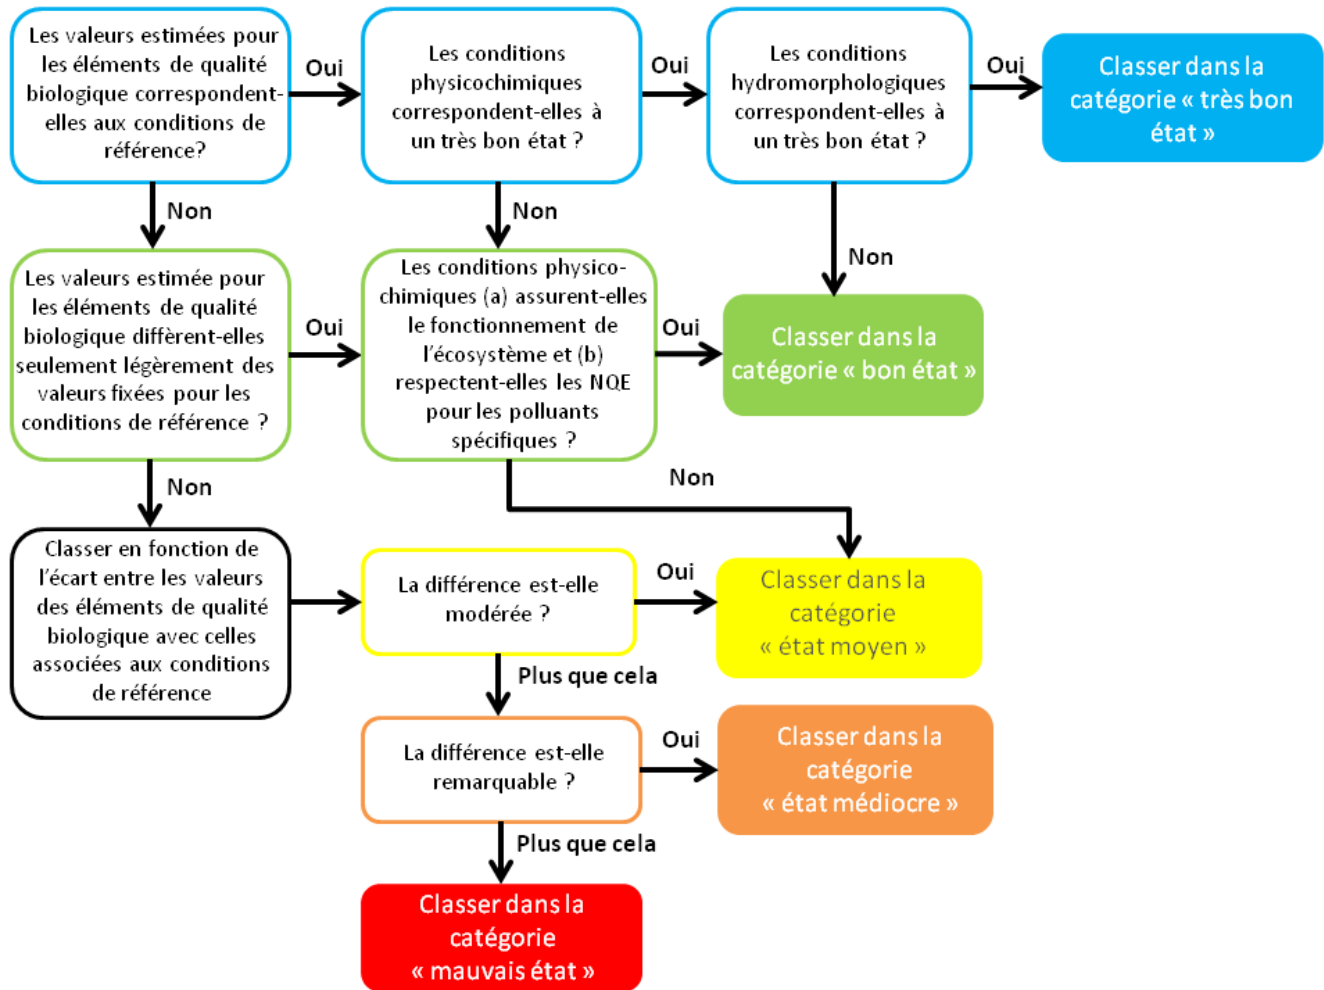 Les valeurs estimées pour
les éléments de qualité
biologique correspondent-
elles aux conditions de
référence?
Oui
Les conditions
physicochimiques
correspondent-elles à
un très bon état ?
Oui
Les conditions
hydromorphologiques
correspondent-elles à
un très bon état ?
Oui
Classer dans la
catégorie « très bon
état »
Non
Non
Non
Les valeurs estimée pour
les éléments de qualité
biologique diffèrent-elles
seulement légèrement des
valeurs fixées pour les
conditions de référence ?
Oui
Les conditions physico-
chimiques (a) assurent-elles
le fonctionnement de
l'écosystème et (b)
respectent-elles les NQE
pour les polluants
spécifiques ?
Oui
Classer dans la
catégorie « bon état »
Non
Non
Classer en fonction de
l'écart entre les valeurs
des éléments de qualité
biologique avec celles
associées aux conditions
de référence
La différence est-elle
modérée ?
Oui
Classer dans la
catégorie
« état moyen »
Plus que cela
La différence est-elle
remarquable ?
Oui
Classer dans la
catégorie
« état médiocre »
Plus que cela
Classer dans la
catégorie
« mauvais état »